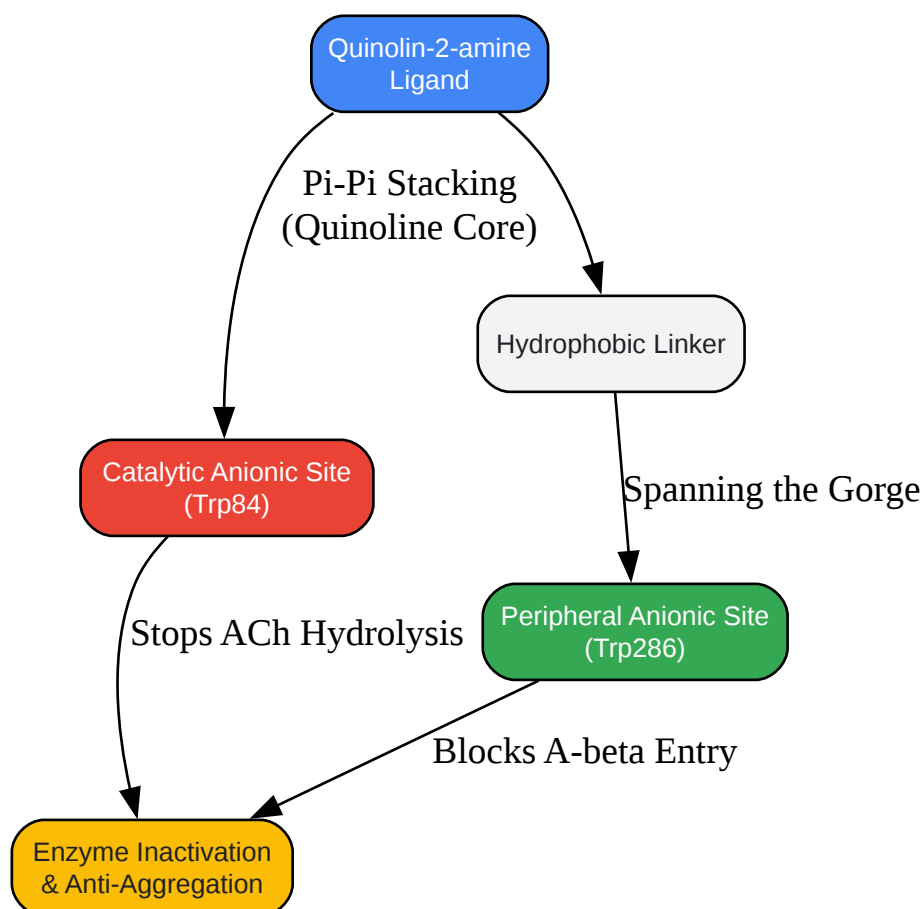 Quinolin-2-amine
Ligand
Pi-Pi Stacking
(Quinoline Core)
Hydrophobic Linker
Catalytic Anionic Site
(Trp84)
Spanning the Gorge
Peripheral Anionic Site
(Trp286)
Stops ACh Hydrolysis
Blocks A-beta Entry
Enzyme Inactivation
& Anti-Aggregation